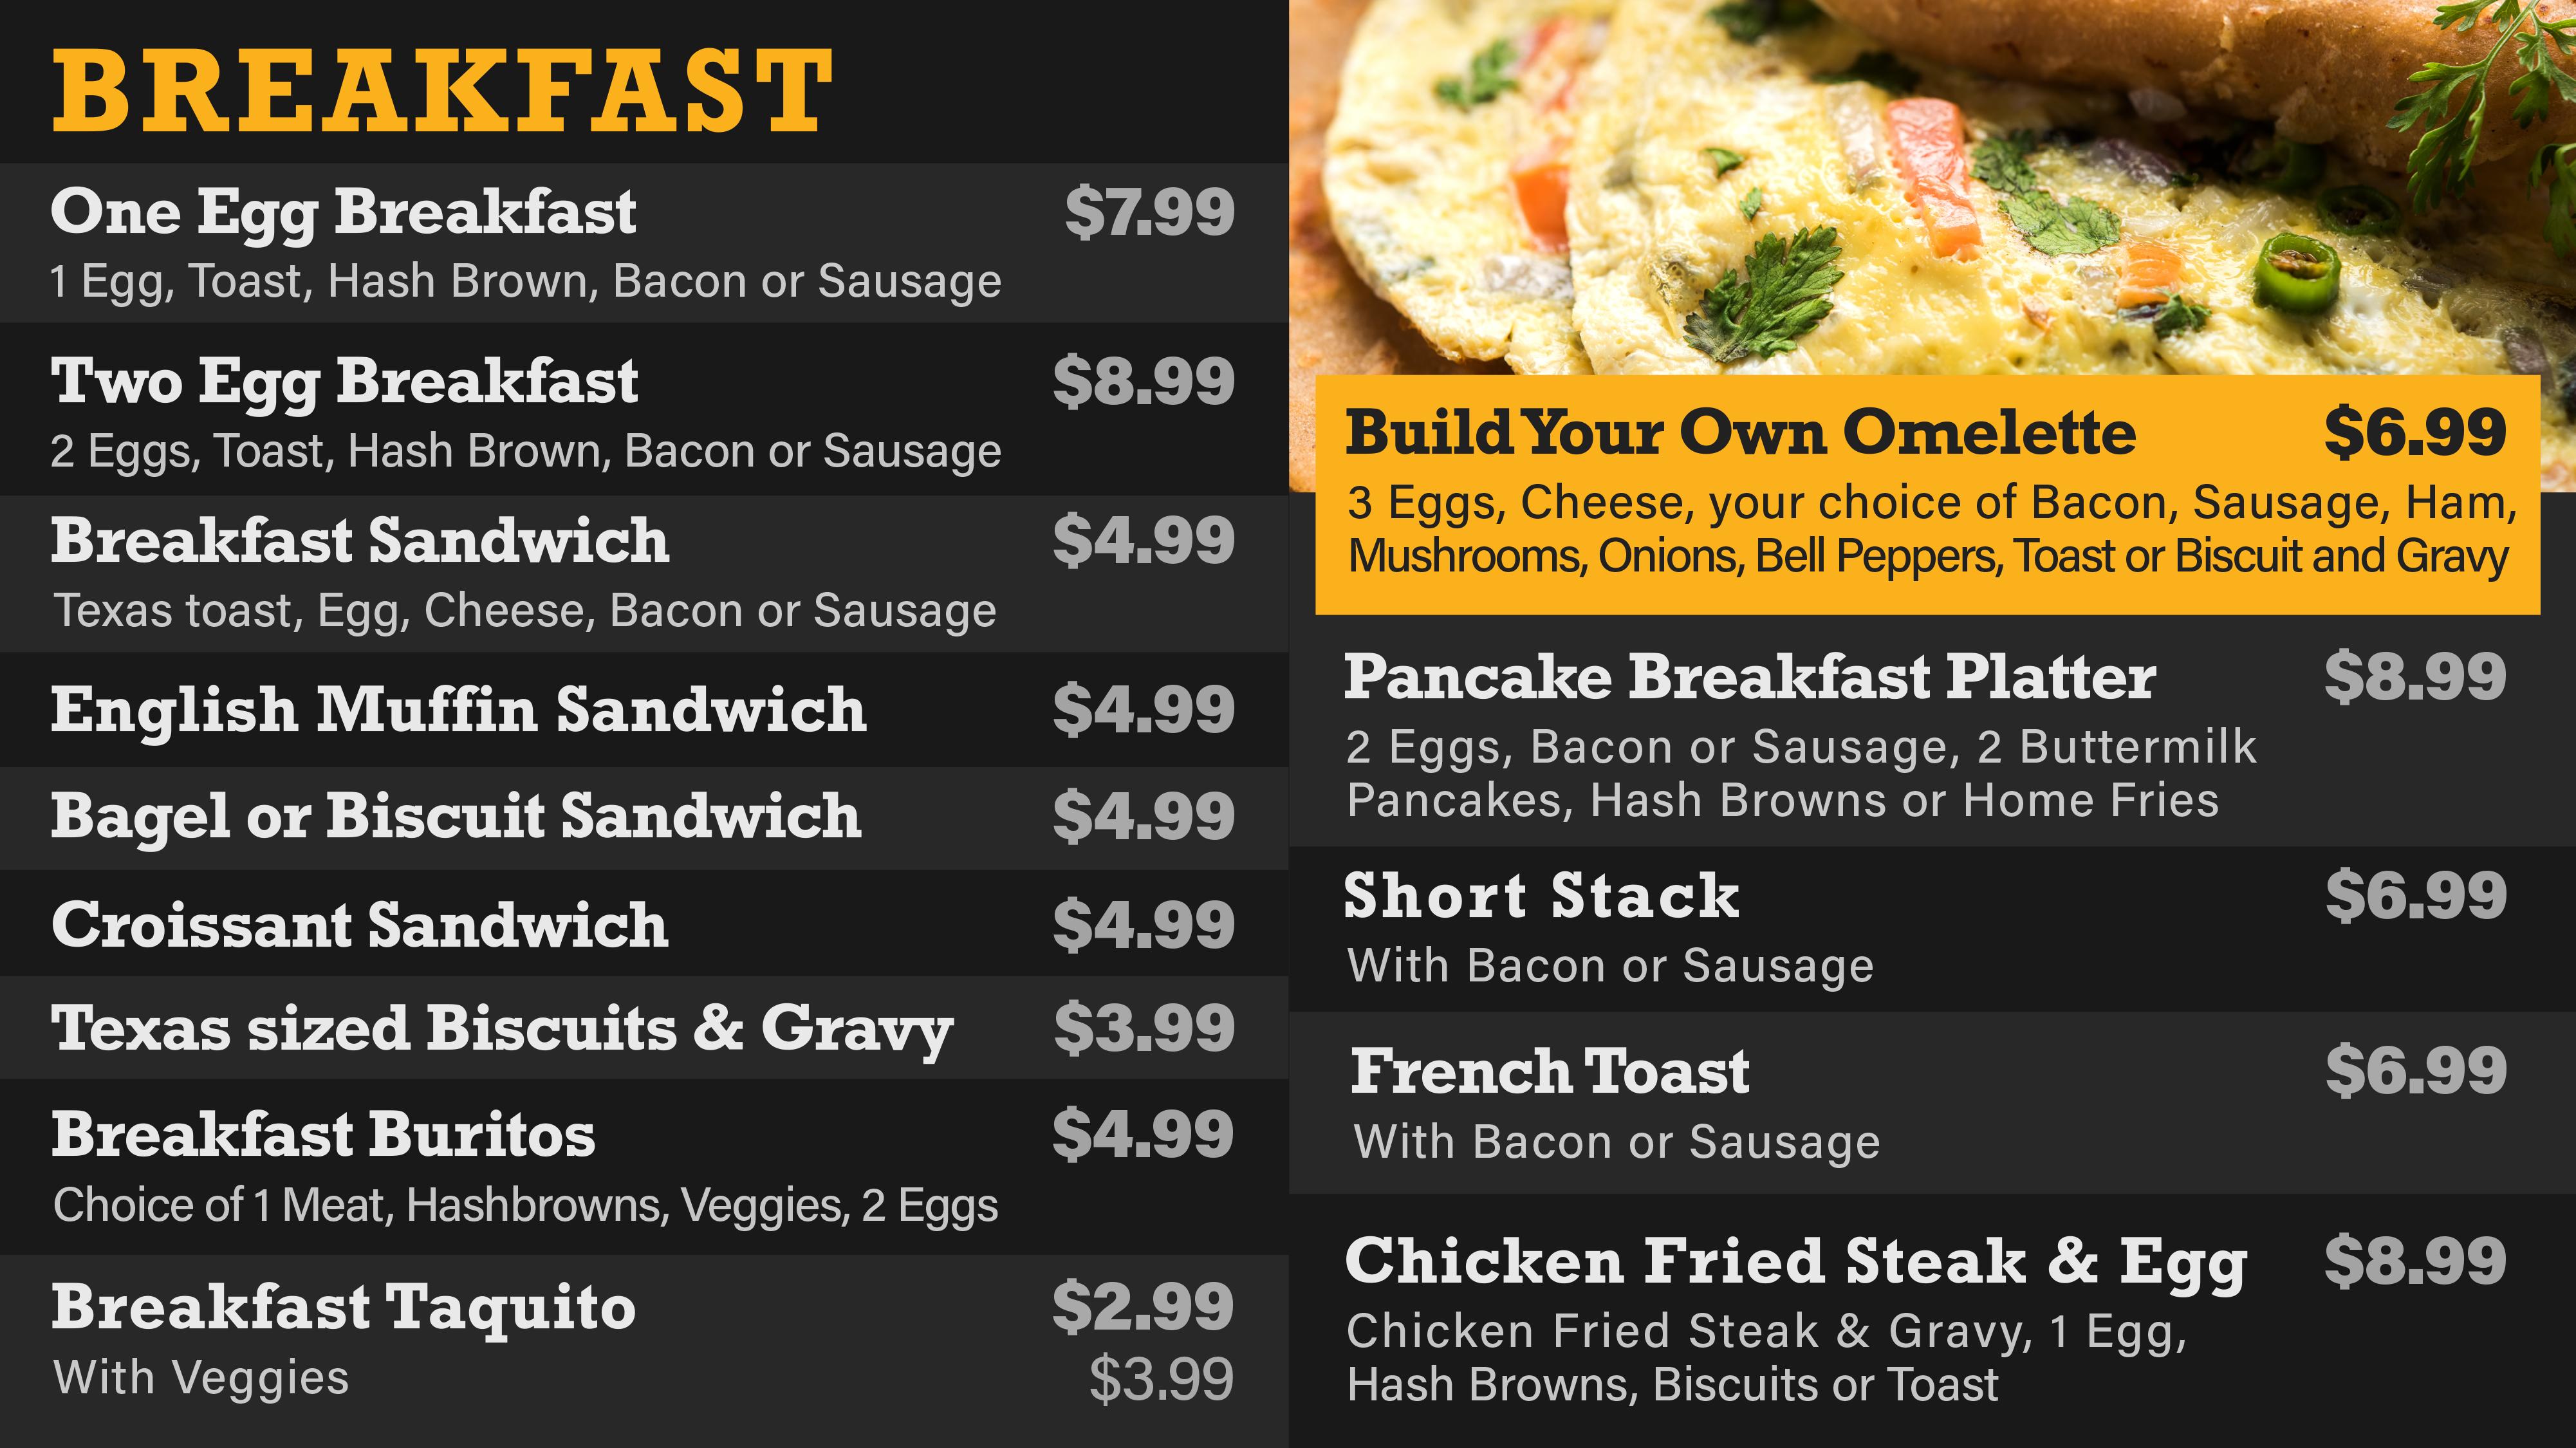 BREAKFAST
One Egg Breakfast $7.99
1 Egg, Toast, Hash Brown, Bacon or Sausage
Two Egg Breakfast $8.99
2 Eggs, Toast, Hash Brown, Bacon or Sausage
Breakfast Sandwich $4.99
Texas toast, Egg, Cheese, Bacon or Sausage
English Muffin Sandwich $4.99
Bagel or Biscuit Sandwich $4.99
Croissant Sandwich $4.99
Texas sized Biscuits & Gravy $3.99
Breakfast Buritos $4.99
Choice of 1 Meat, Hashbrowns, Veggies, 2 Eggs
Breakfast Taquito $2.99
With Veggies $3.99
Build Your Own Omelette $6.99
3 Eggs, Cheese, your choice of Bacon, Sausage, Ham,
Mushrooms, Onions, Bell Peppers, Toast or Biscuit and Gravy
Pancake Breakfast Platter $8.99
2 Eggs, Bacon or Sausage, 2 Buttermilk
Pancakes, Hash Browns or Home Fries
Short Stack $6.99
With Bacon or Sausage
French Toast $6.99
With Bacon or Sausage
Chicken Fried Steak & Egg $8.99
Chicken Fried Steak & Gravy, 1 Egg,
Hash Browns, Biscuits or Toast